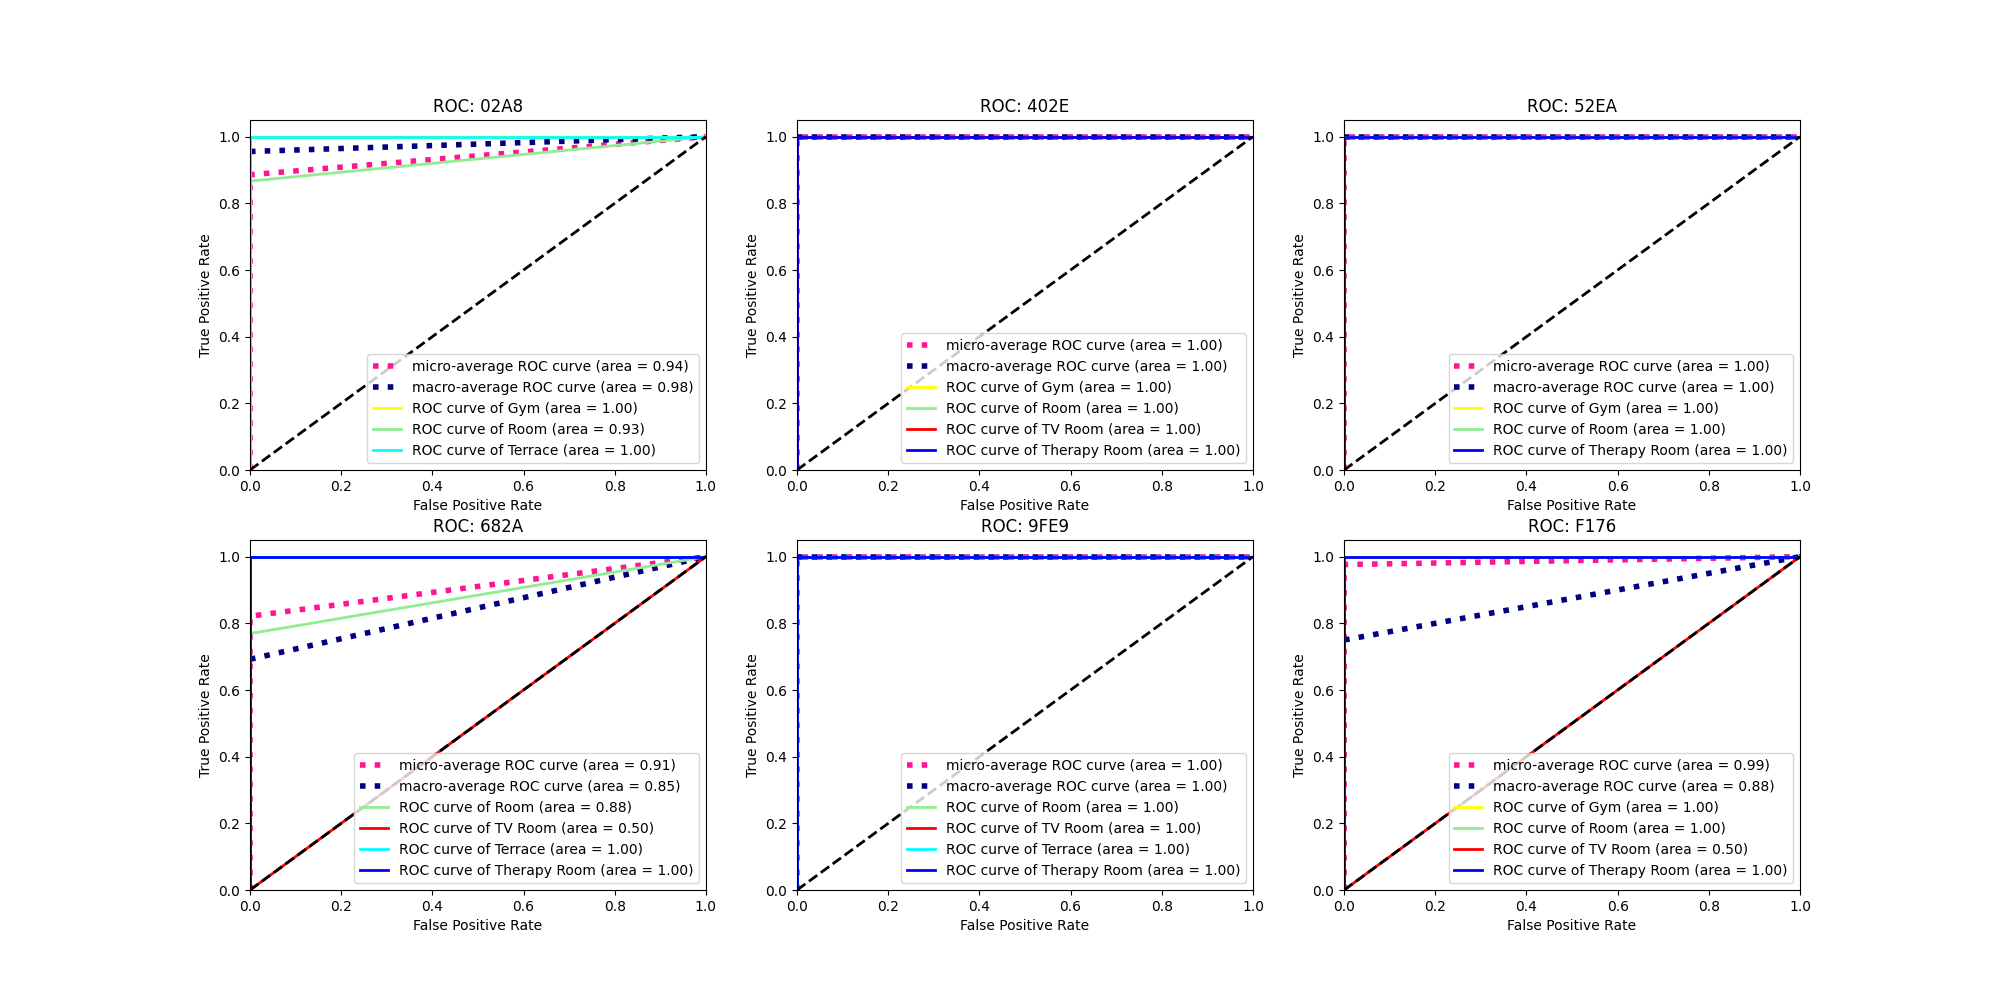 ROC: 02A8
True Positive Rate
1.0
0.8
0.6
0.4
0.2
0.0
micro-average ROC curve (area = 0.94)
macro-average ROC curve (area = 0.98)
ROC curve of Gym (area = 1.00)
ROC curve of Room (area = 0.93)
ROC curve of Terrace (area = 1.00)
0.0 0.2 0.4 0.6 0.8 1.0
False Positive Rate
ROC: 402E
True Positive Rate
1.0
0.8
0.6
0.4
0.2
0.0
micro-average ROC curve (area = 1.00)
macro-average ROC curve (area = 1.00)
ROC curve of Gym (area = 1.00)
ROC curve of Room (area = 1.00)
ROC curve of TV Room (area = 1.00)
ROC curve of Therapy Room (area = 1.00)
0.0 0.2 0.4 0.6 0.8 1.0
False Positive Rate
ROC: 52EA
True Positive Rate
1.0
0.8
0.6
0.4
0.2
0.0
micro-average ROC curve (area = 1.00)
macro-average ROC curve (area = 1.00)
ROC curve of Gym (area = 1.00)
ROC curve of Room (area = 1.00)
ROC curve of Therapy Room (area = 1.00)
0.0 0.2 0.4 0.6 0.8 1.0
False Positive Rate
ROC: 682A
True Positive Rate
1.0
0.8
0.6
0.4
0.2
0.0
micro-average ROC curve (area = 0.91)
macro-average ROC curve (area = 0.85)
ROC curve of Room (area = 0.88)
ROC curve of TV Room (area = 0.50)
ROC curve of Terrace (area = 1.00)
ROC curve of Therapy Room (area = 1.00)
0.0 0.2 0.4 0.6 0.8 1.0
False Positive Rate
ROC: 9FE9
True Positive Rate
1.0
0.8
0.6
0.4
0.2
0.0
micro-average ROC curve (area = 1.00)
macro-average ROC curve (area = 1.00)
ROC curve of Room (area = 1.00)
ROC curve of TV Room (area = 1.00)
ROC curve of Terrace (area = 1.00)
ROC curve of Therapy Room (area = 1.00)
0.0 0.2 0.4 0.6 0.8 1.0
False Positive Rate
ROC: F176
True Positive Rate
1.0
0.8
0.6
0.4
0.2
0.0
micro-average ROC curve (area = 0.99)
macro-average ROC curve (area = 0.88)
ROC curve of Gym (area = 1.00)
ROC curve of Room (area = 1.00)
ROC curve of TV Room (area = 0.50)
ROC curve of Therapy Room (area = 1.00)
0.0 0.2 0.4 0.6 0.8 1.0
False Positive Rate